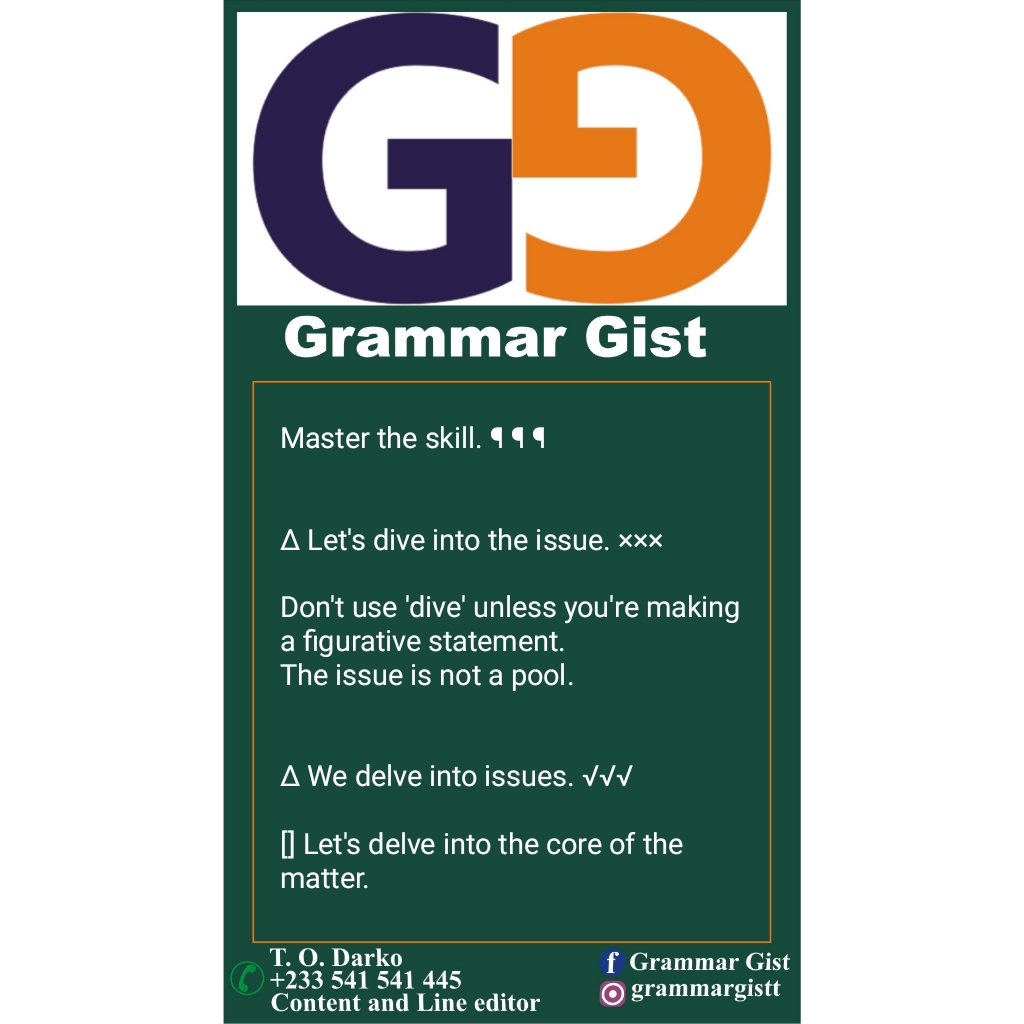 GG
Grammar Gist
Master the skill. ¶ ¶ ¶
∆ Let's dive into the issue. ×××
Don't use 'dive' unless you're making
a figurative statement.
The issue is not a pool.
∆ We delve into issues. √√√
[] Let's delve into the core of the
matter.
T. O. Darko
+233 541 541 445
Content and Line editor
f Grammar Gist
grammargistt